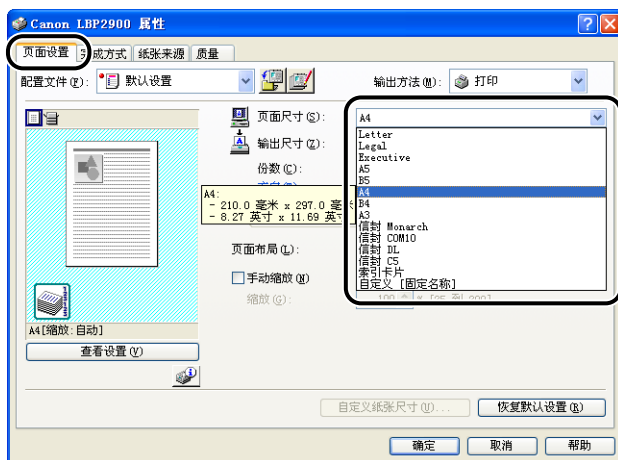 Canon LBP2900 属性
页面设置 完成方式 纸张来源 质量
配置文件(F): 默认设置 输出方法(M): 打印
页面尺寸(S): A4
输出尺寸(Z):
份数(C):
Letter
Legal
Executive
A5
B5
A4
B4
A3
信封 Monarch
信封 COM10
信封 DL
信封 C5
索引卡片
自定义 [固定名称]
A4:
- 210.0 毫米 x 297.0 毫
- 8.27 英寸 x 11.69 英寸
页面布局(L):
手动缩放(N)
缩放(G):
A4[缩放:自动]
查看设置(V)
自定义纸张尺寸(U)... 恢复默认设置(R)
确定 取消 帮助